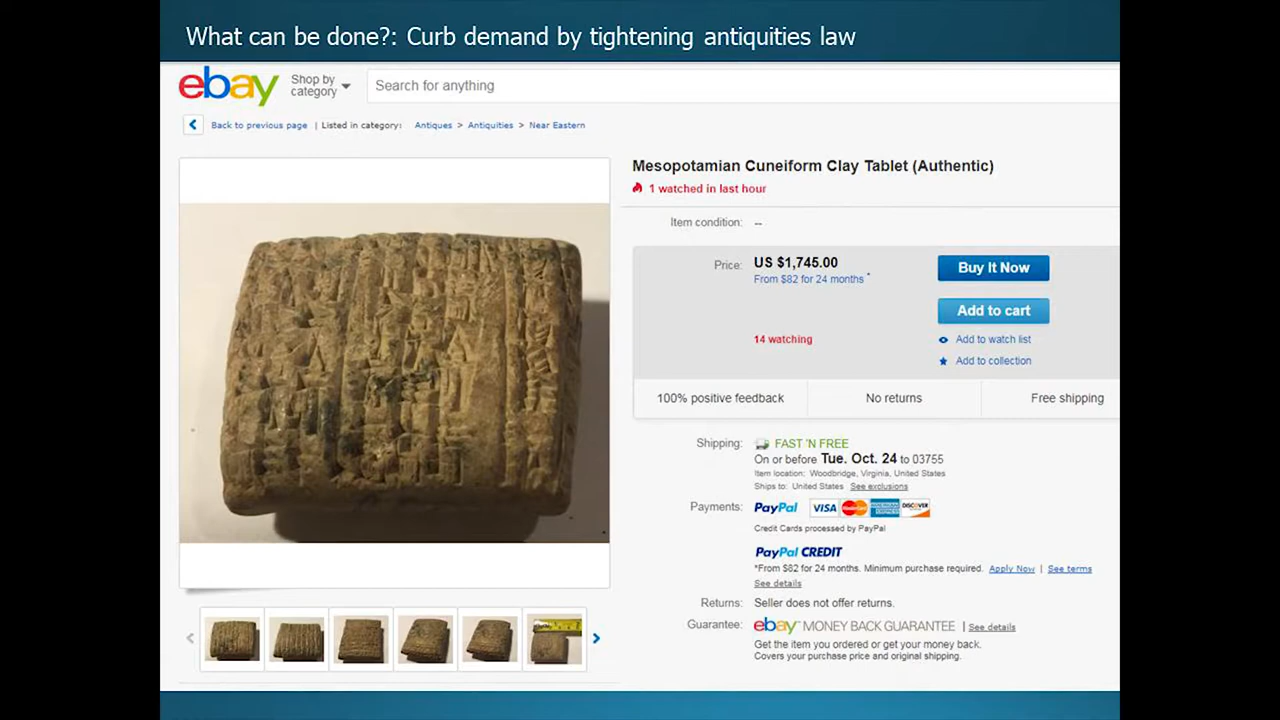 What can be done?: Curb demand by tightening antiquities law
ebay
Shop by category
Search for anything
Back to previous page | Listed in category: Antiques > Antiquities > Near Eastern
Mesopotamian Cuneiform Clay Tablet (Authentic)
1 watched in last hour
Item condition: --
Price: US $1,745.00
From $82 for 24 months *
Buy It Now
Add to cart
14 watching
Add to watch list
Add to collection
100% positive feedback
No returns
Free shipping
Shipping: FAST 'N FREE
On or before Tue. Oct. 24 to 03755
Item location: Woodbridge, Virginia, United States
Ships to: United States See exclusions
Payments: PayPal VISA MasterCard AMERICAN EXPRESS DISCOVER
Credit Cards processed by PayPal
PayPal CREDIT
*From $82 for 24 months. Minimum purchase required. Apply Now | See terms
See details
Returns: Seller does not offer returns.
Guarantee: ebay MONEY BACK GUARANTEE | See details
Get the item you ordered or get your money back.
Covers your purchase price and original shipping.